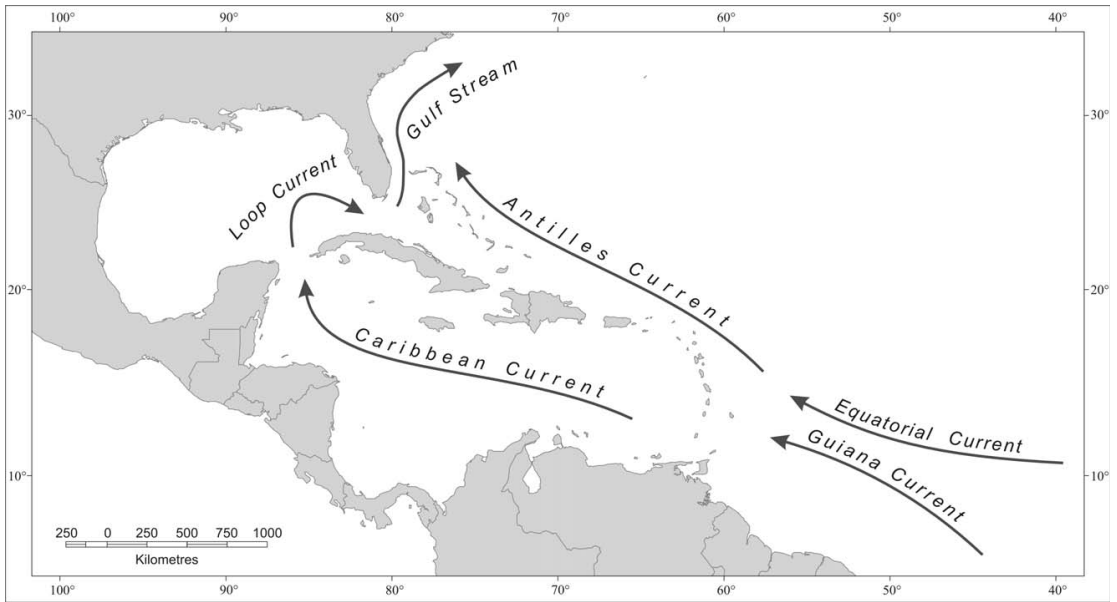 100° 90° 80° 70° 60° 50° 40°
30° 30°
20° 20°
10° 10°
Gulf Stream
Loop Current
Antilles Current
Caribbean Current
Equatorial Current
Guiana Current
250 0 250 500 750 1000
Kilometres
100° 90° 80° 70° 60° 50° 40°